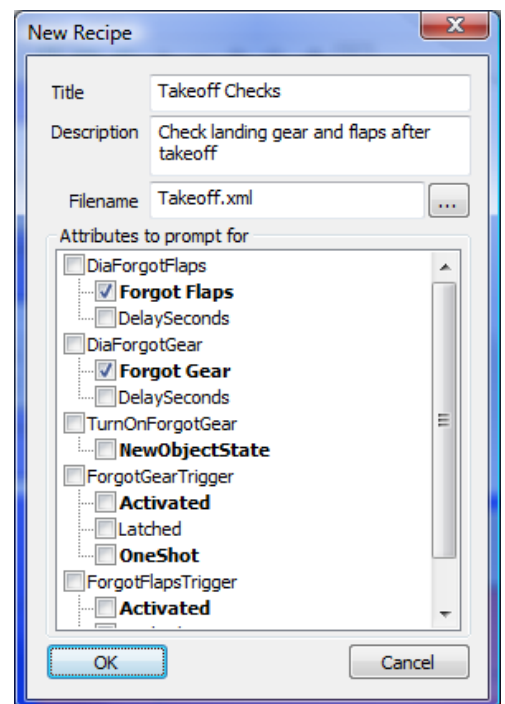 New Recipe
Title
Takeoff Checks
Description
Check landing gear and flaps after
takeoff
Filename
Takeoff.xml
...
Attributes to prompt for
DiaForgotFlaps
Forgot Flaps
DelaySeconds
DiaForgotGear
Forgot Gear
DelaySeconds
TurnOnForgotGear
NewObjectState
ForgotGearTrigger
Activated
Latched
OneShot
ForgotFlapsTrigger
Activated
OK
Cancel